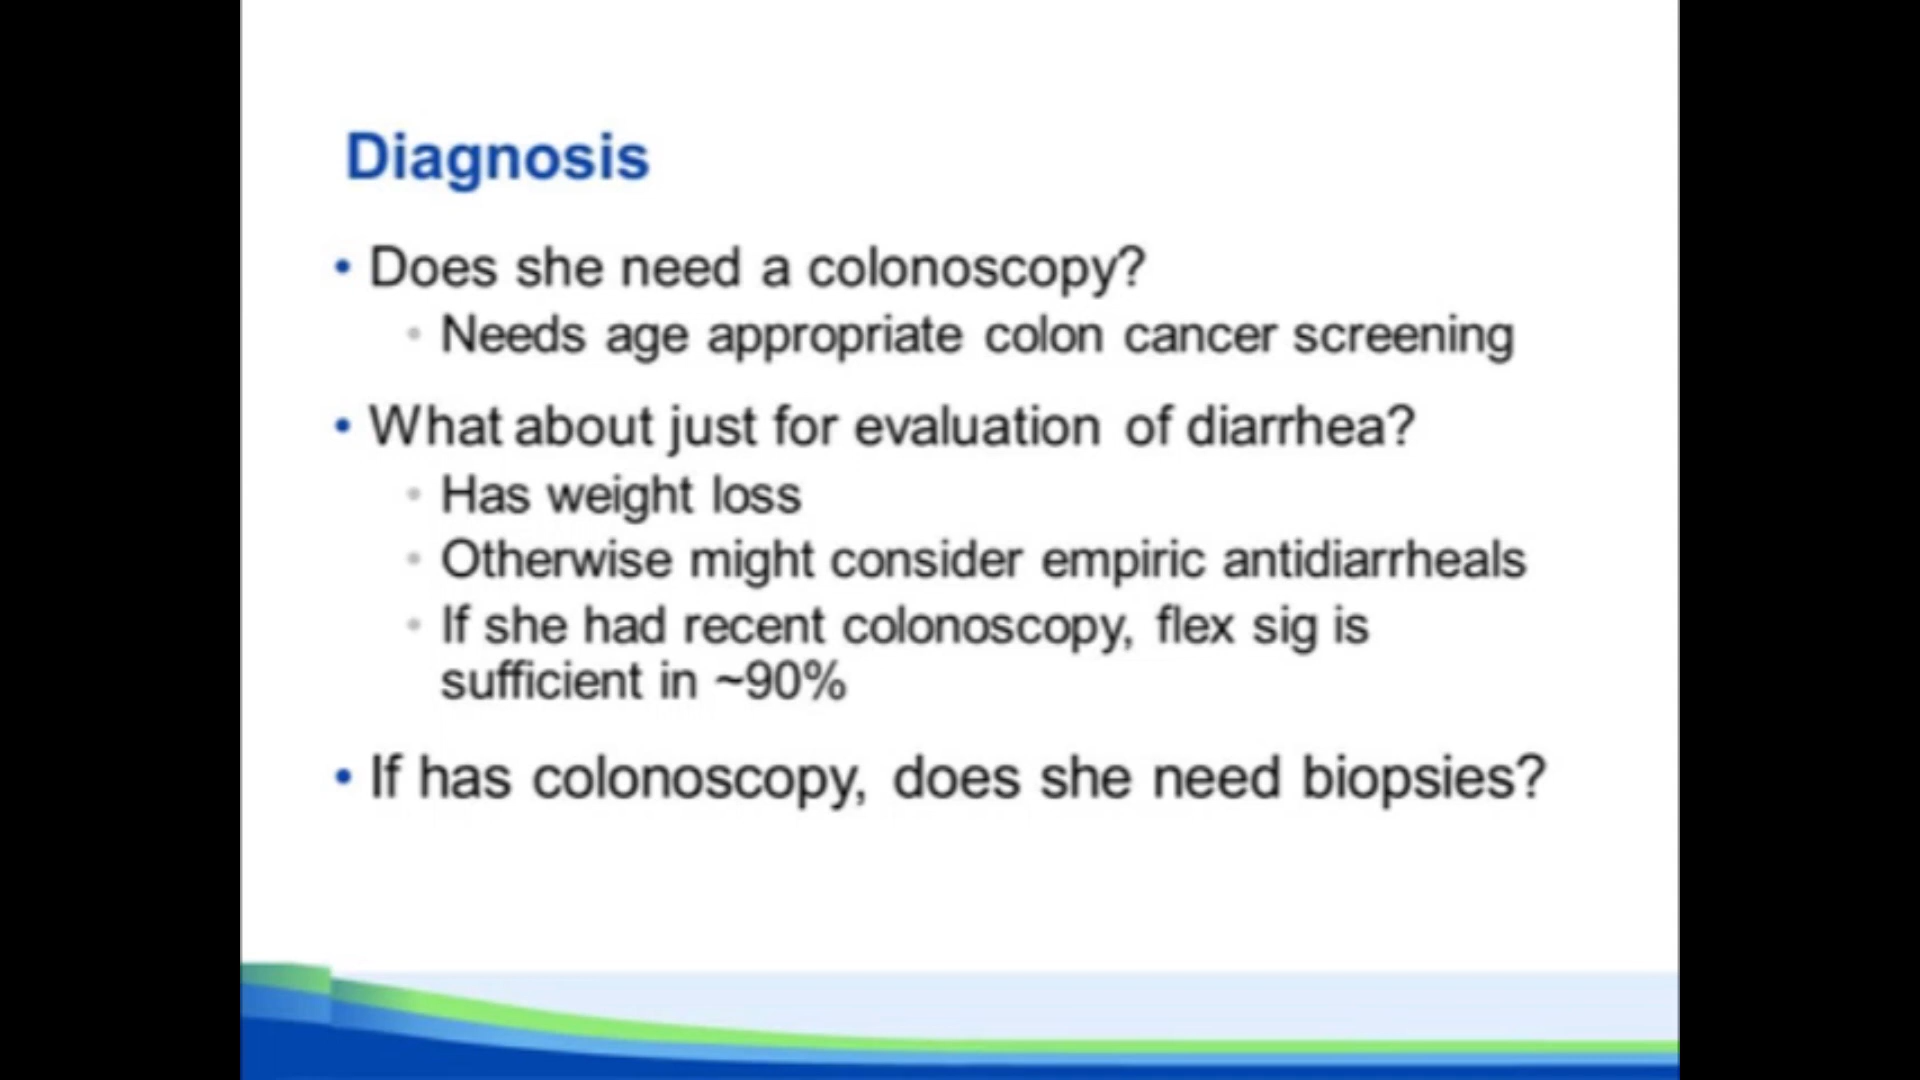 Diagnosis
• Does she need a colonoscopy?
• Needs age appropriate colon cancer screening
• What about just for evaluation of diarrhea?
• Has weight loss
• Otherwise might consider empiric antidiarrheals
• If she had recent colonoscopy, flex sig is
sufficient in ~90%
• If has colonoscopy, does she need biopsies?